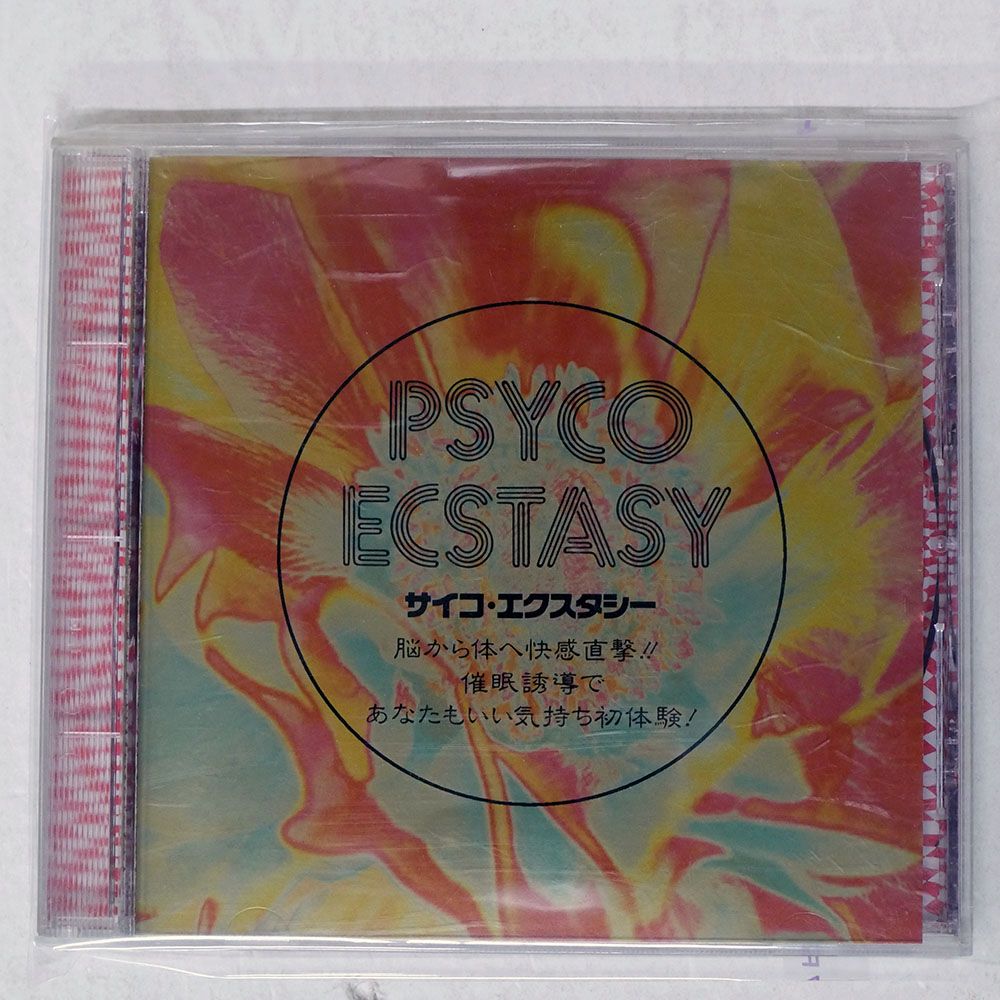 PSYCO
ECSTASY
サイコ・エクスタシー
脳から体へ快感直撃!!
催眠誘導で
あなたもいい気持ち初体験!